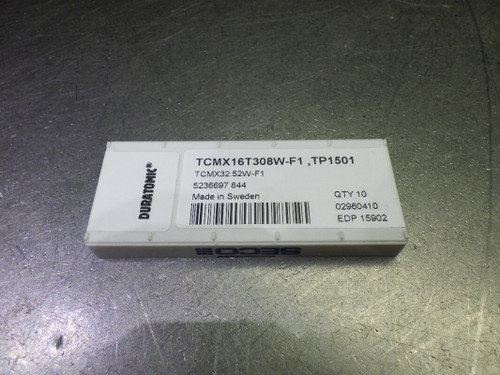 DURATOMIC®
TCMX16T308W-F1 ,TP1501
TCMX32.52W-F1
5236697 844
Made in Sweden
QTY 10
02960410
EDP 15902
SECO